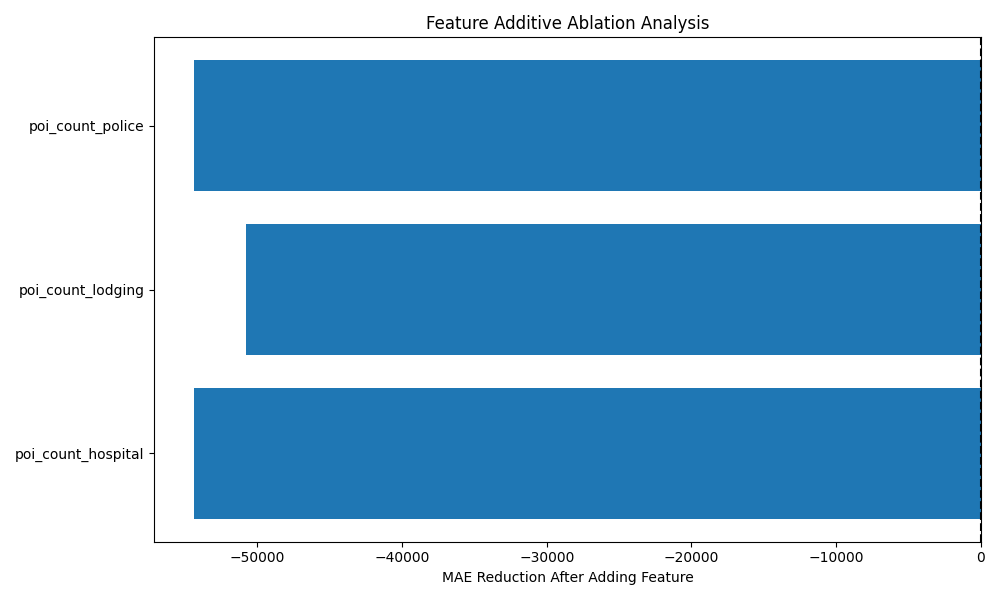 Feature Additive Ablation Analysis
poi_count_police
poi_count_lodging
poi_count_hospital
−50000 −40000 −30000 −20000 −10000 0
MAE Reduction After Adding Feature